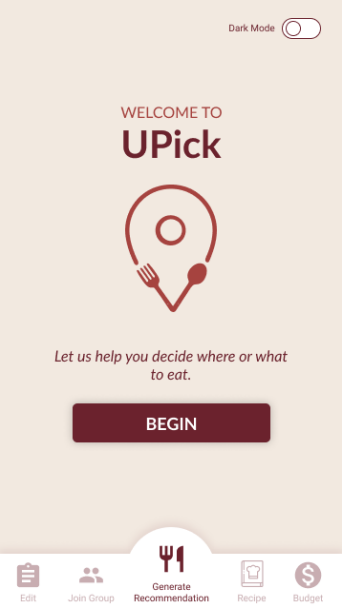 Dark Mode
WELCOME TO
UPick
Let us help you decide where or what
to eat.
BEGIN
Edit
Join Group
Generate
Recommendation
Recipe
Budget